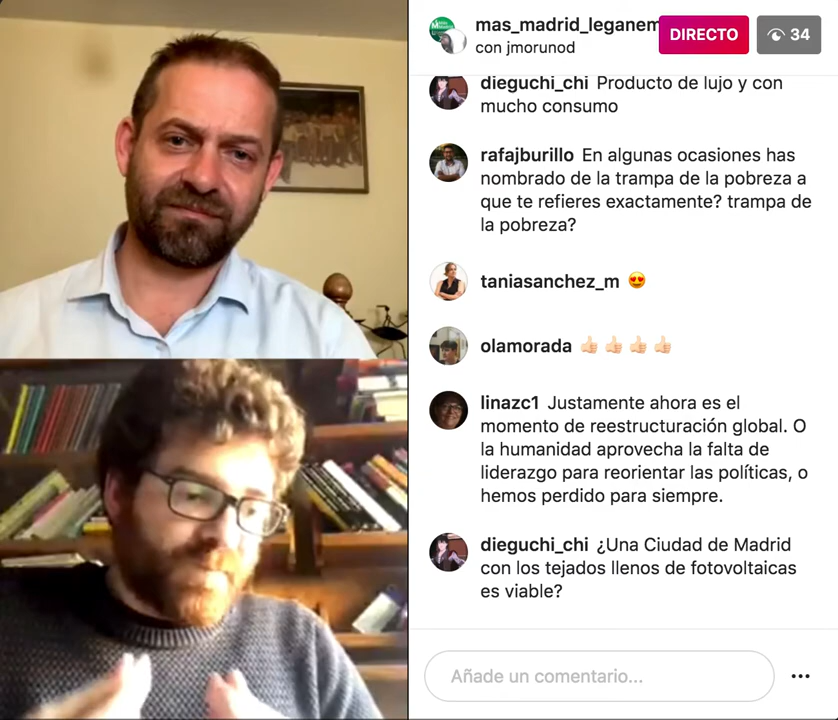 mas_madrid_leganem
con jmorunod
DIRECTO
34
dieguchi_chi Producto de lujo y con
mucho consumo
rafajburillo En algunas ocasiones has
nombrado de la trampa de la pobreza a
que te refieres exactamente? trampa de
la pobreza?
taniasanchez_m 😍
olamorada 👍🏻 👍🏻 👍🏻 👍🏻
linazc1 Justamente ahora es el
momento de reestructuración global. O
la humanidad aprovecha la falta de
liderazgo para reorientar las políticas, o
hemos perdido para siempre.
dieguchi_chi ¿Una Ciudad de Madrid
con los tejados llenos de fotovoltaicas
es viable?
Añade un comentario...